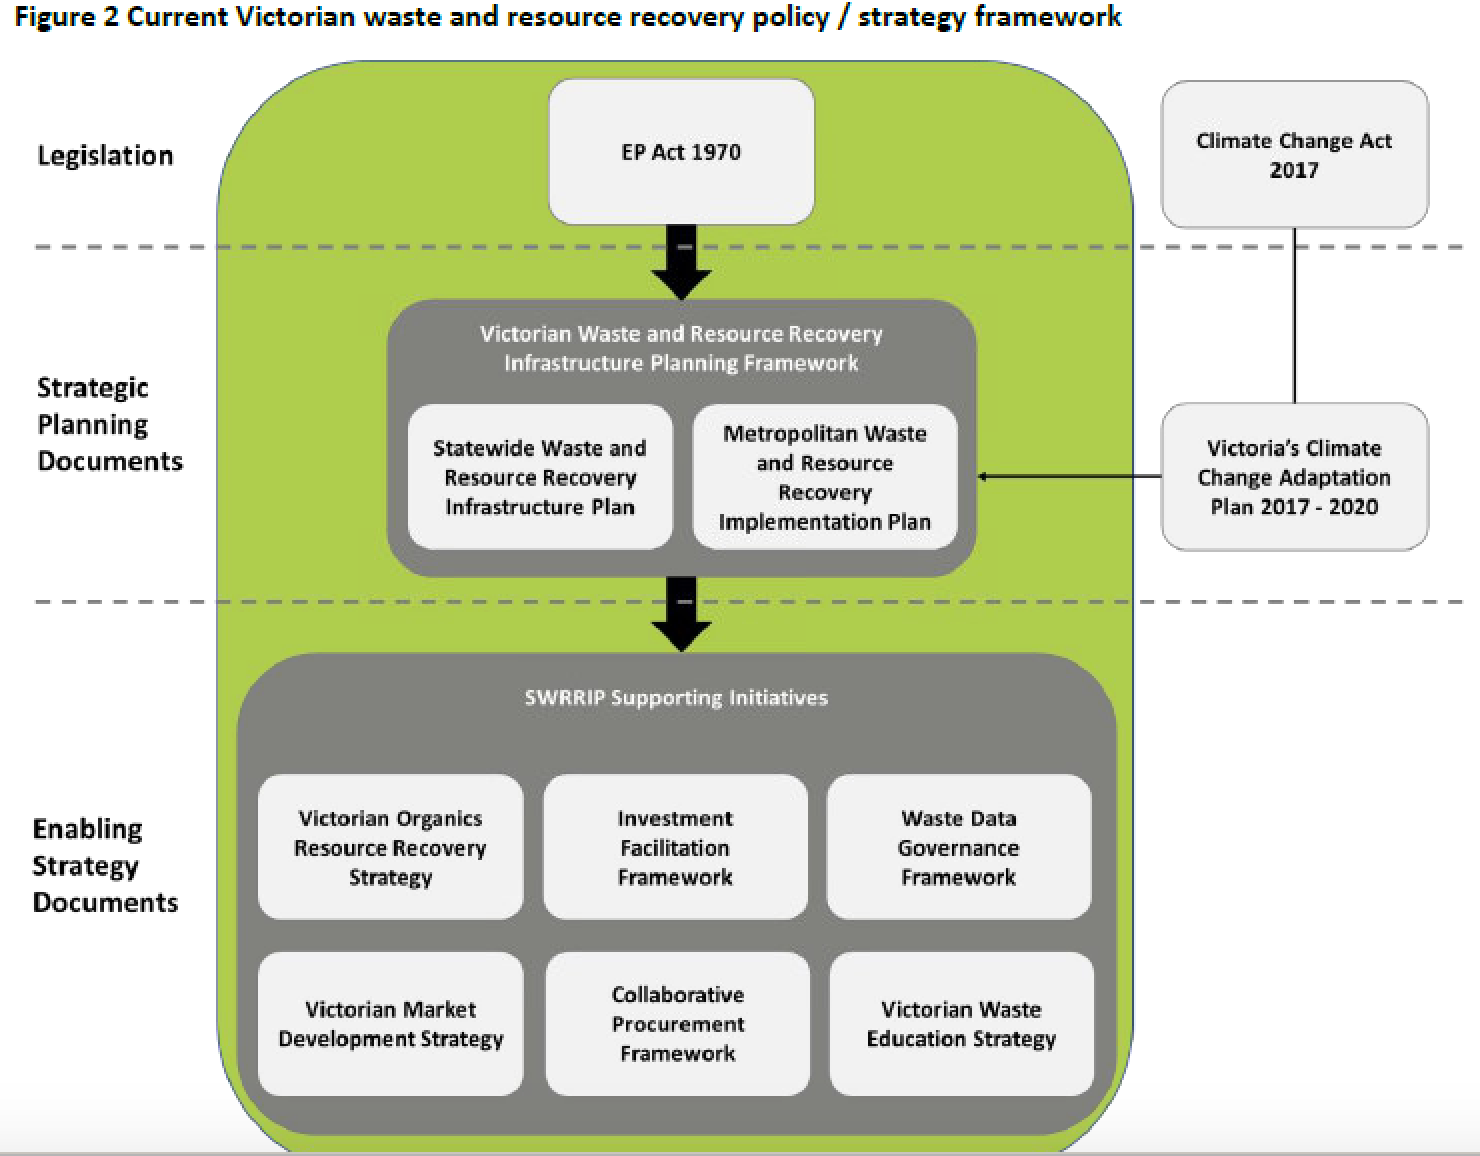 Figure 2 Current Victorian waste and resource recovery policy / strategy framework
Legislation
EP Act 1970
Climate Change Act
2017
Strategic
Planning
Documents
Victorian Waste and Resource Recovery
Infrastructure Planning Framework
Statewide Waste and
Resource Recovery
Infrastructure Plan
Metropolitan Waste
and Resource
Recovery
Implementation Plan
Victoria’s Climate
Change Adaptation
Plan 2017 - 2020
Enabling
Strategy
Documents
SWRRIP Supporting Initiatives
Victorian Organics
Resource Recovery
Strategy
Investment
Facilitation
Framework
Waste Data
Governance
Framework
Victorian Market
Development Strategy
Collaborative
Procurement
Framework
Victorian Waste
Education Strategy